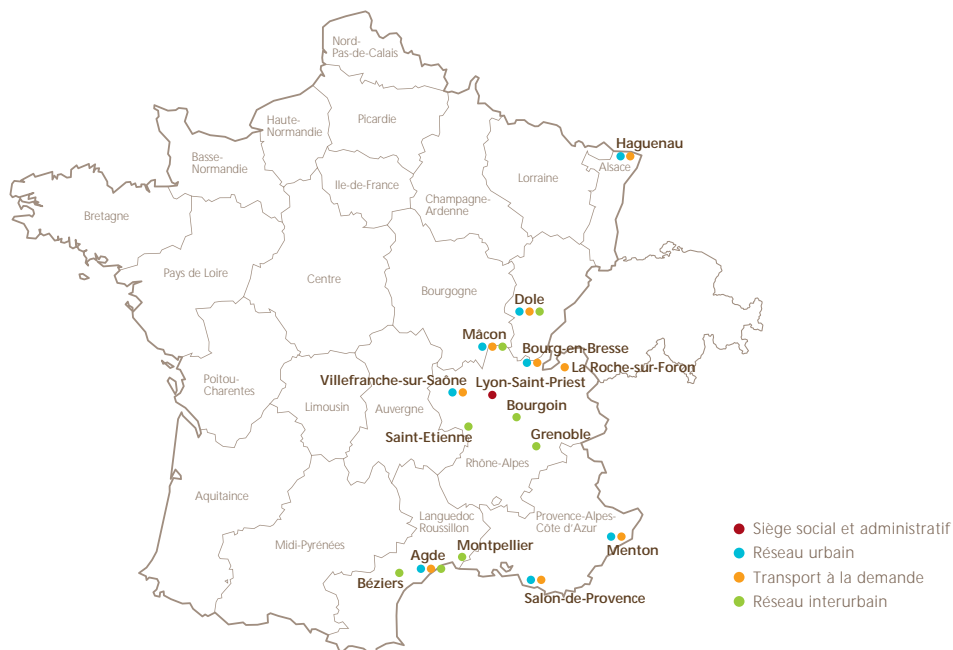 Nord-
Pas-de-Calais
Haute-
Normandie
Picardie
Haguenau
Basse-
Normandie
Alsace
Ile-de-France
Lorraine
Champagne-
Ardenne
Bretagne
Pays de Loire
Centre
Bourgogne
Dole
Mâcon
Bourg-en-Bresse
La Roche-sur-Foron
Poitou-
Charentes
Villefranche-sur-Saône
Lyon-Saint-Priest
Limousin
Auvergne
Bourgoin
Saint-Etienne
Grenoble
Rhône-Alpes
Aquitaince
Languedoc
Roussillon
Provence-Alpes-
Côte d'Azur
Midi-Pyrénées
Montpellier
Menton
Agde
Béziers
Salon-de-Provence
Siège social et administratif
Réseau urbain
Transport à la demande
Réseau interurbain